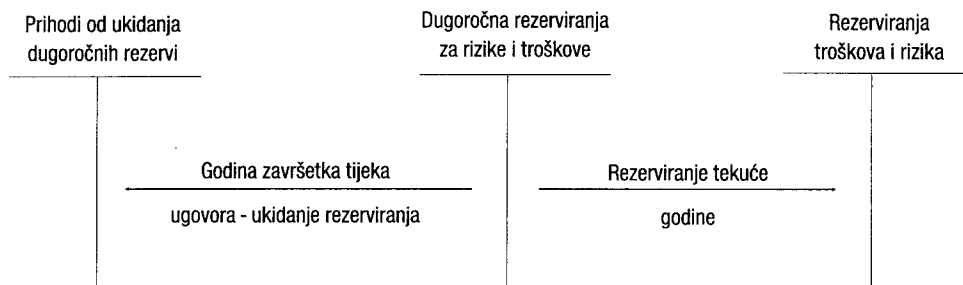 Prihodi od ukidanja
dugoročnih rezervi
Dugoročna rezerviranja
za rizike i troškove
Rezerviranja
troškova i rizika
Godina završetka tijeka
ugovora - ukidanje rezerviranja
Rezerviranje tekuće
godine